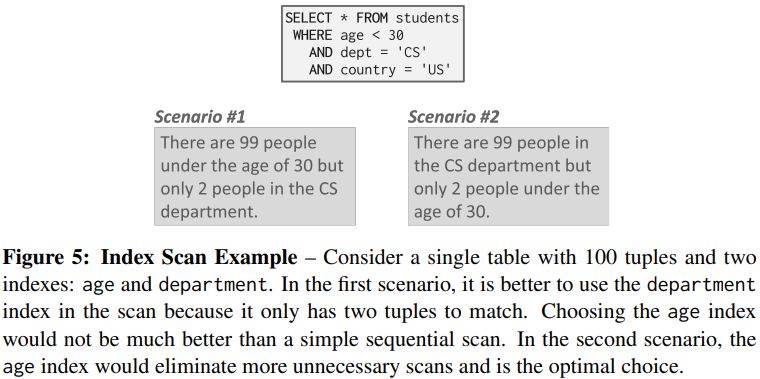 SELECT * FROM students
WHERE age < 30
AND dept = 'CS'
AND country = 'US'
Scenario #1
There are 99 people
under the age of 30 but
only 2 people in the CS
department.
Scenario #2
There are 99 people in
the CS department but
only 2 people under the
age of 30.
Figure 5: Index Scan Example – Consider a single table with 100 tuples and two
indexes: age and department. In the first scenario, it is better to use the department
index in the scan because it only has two tuples to match. Choosing the age index
would not be much better than a simple sequential scan. In the second scenario, the
age index would eliminate more unnecessary scans and is the optimal choice.